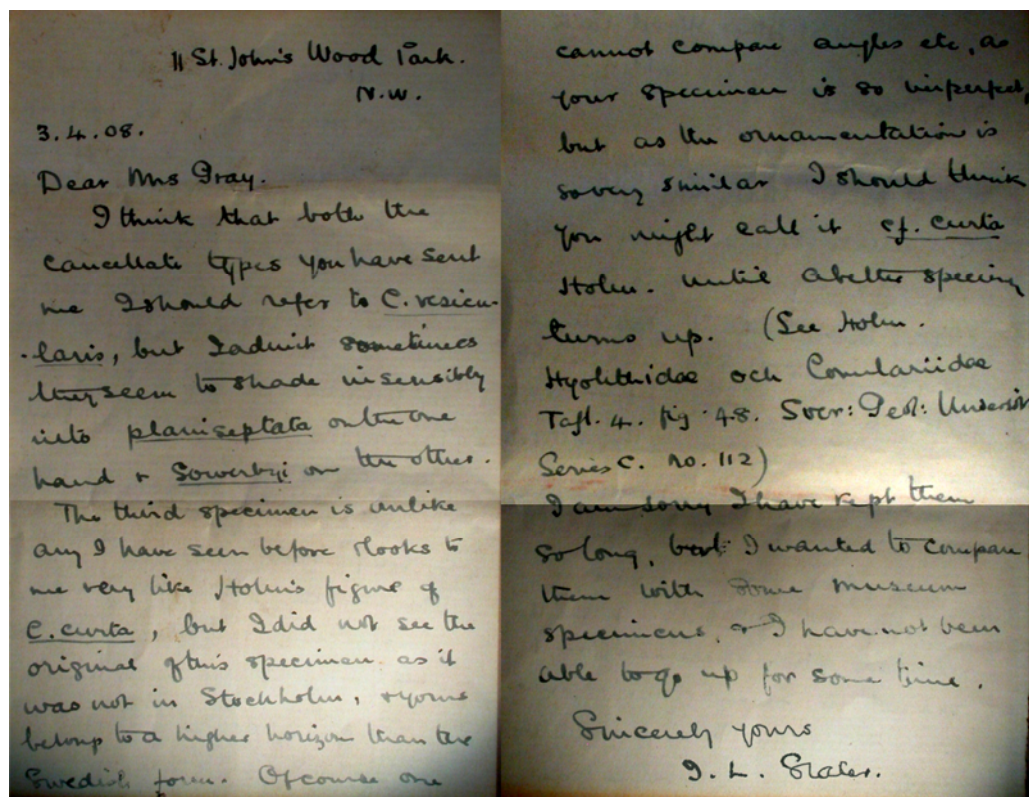 11 St. John's Wood Park.
N.W.
3.4.08.
Dear Mrs Gray.
I think that both the
cancellate types you have sent
me I should refer to C. vesicu-
-laris, but I admit sometimes
they seem to shade insensibly
into planiseptata on the one
hand & Sowerbyi on the other.
The third specimen is unlike
any I have seen before & looks to
me very like Holm's figure of
C. curta, but I did not see the
original of this specimen as it
was not in Stockholm, & yours
belong to a higher horizon than the
Swedish form. Of course one
cannot compare angles etc, as
your specimen is so imperfect,
but as the ornamentation is
so very similar I should think
you might call it cf. curta
Holm. until a better specimen
turns up. (See Holm.
Hyolithidae och Conulariidae
Tafl. 4. fig 48. Sver: Geol: Undersök
Series C. no. 112)
I am sorry I have kept them
so long, but I wanted to compare
them with some museum
specimens, & I have not been
able to go up for some time.
Sincerely yours
I. L. Slater.